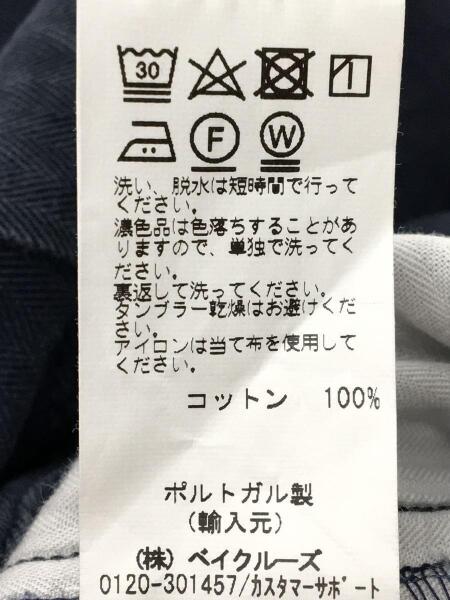 30
F W
洗い、脱水は短時間で行って
ください。
濃色品は色落ちすることがあ
りますので、単独で洗ってく
ださい。
裏返して洗ってください。
タンブラー乾燥はお避けくだ
さい。
アイロンは当て布を使用して
ください。
コットン 100%
ポルトガル製
(輸入元)
(株) ベイクルーズ
0120-301457/カスタマーサポート